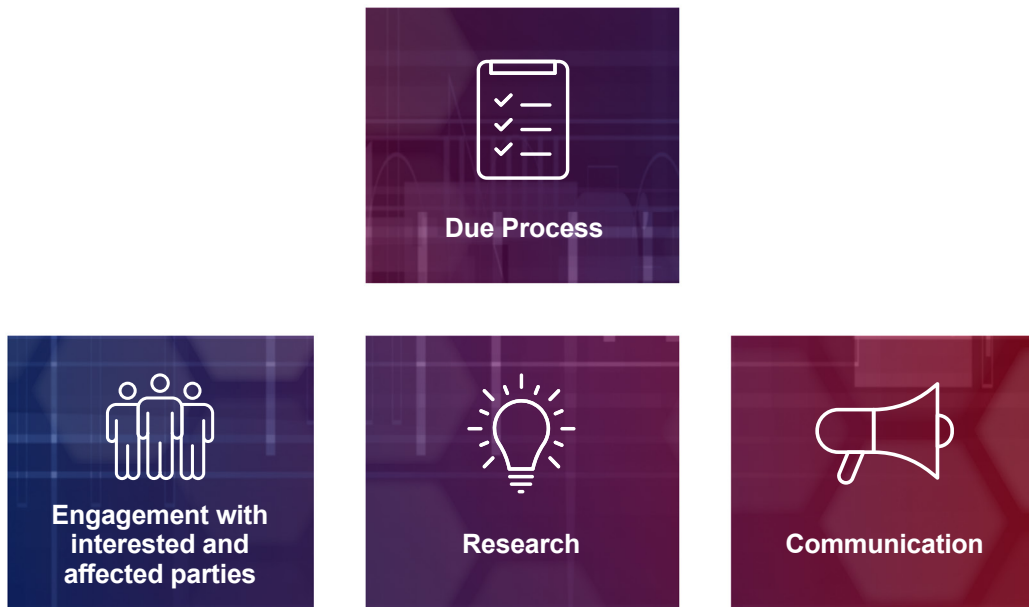 Due Process
Engagement with
interested and
affected parties
Research
Communication